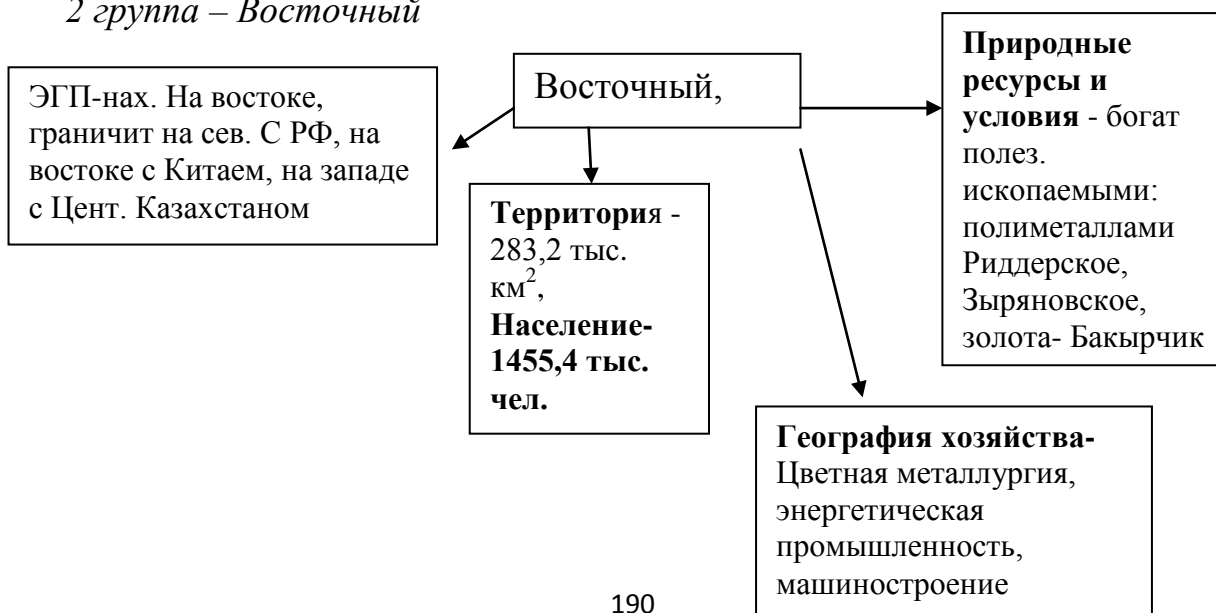 2 группа – Восточный
ЭГП-нах. На востоке,
граничит на сев. С РФ, на
востоке с Китаем, на западе
с Цент. Казахстаном
Восточный,
Природные
ресурсы и
условия - богат
полез.
ископаемыми:
полиметаллами
Риддерское,
Зыряновское,
золота- Бакырчик
Территория -
283,2 тыс.
км²,
Население-
1455,4 тыс.
чел.
География хозяйства-
Цветная металлургия,
энергетическая
промышленность,
машиностроение
190